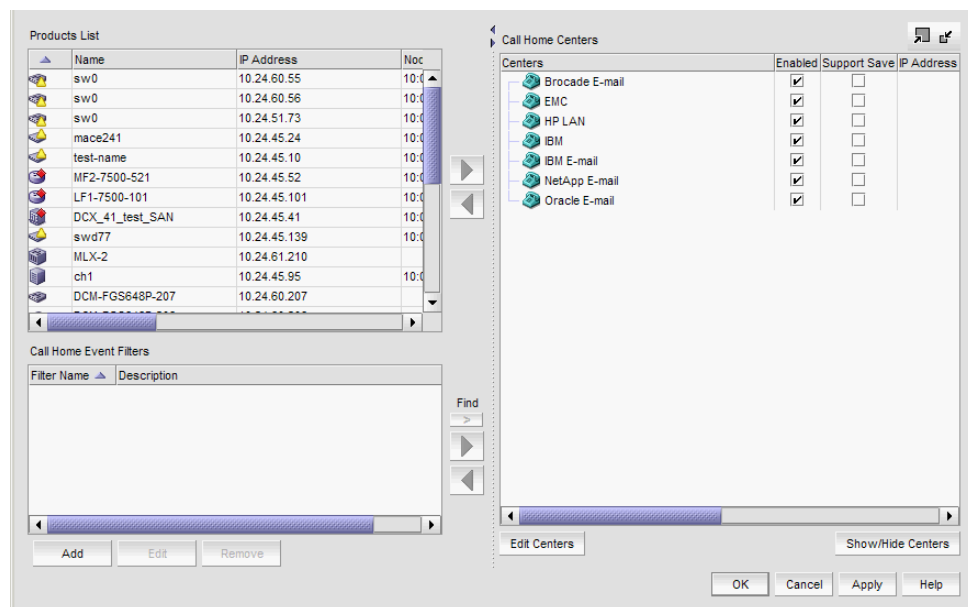 Products List
Name IP Address Noc
sw0 10.24.60.55 10:0
sw0 10.24.60.56 10:0
sw0 10.24.51.73 10:0
mace241 10.24.45.24 10:0
test-name 10.24.45.10 10:0
MF2-7500-521 10.24.45.52 10:0
LF1-7500-101 10.24.45.101 10:0
DCX_41_test_SAN 10.24.45.41 10:0
swd77 10.24.45.139 10:0
MLX-2 10.24.61.210
ch1 10.24.45.95 10:0
DCM-FGS648P-207 10.24.60.207
Call Home Event Filters
Filter Name Description
Add Edit Remove
Find
>
Call Home Centers
Centers Enabled Support Save IP Address
Brocade E-mail
EMC
HP LAN
IBM
IBM E-mail
NetApp E-mail
Oracle E-mail
Edit Centers Show/Hide Centers
OK Cancel Apply Help